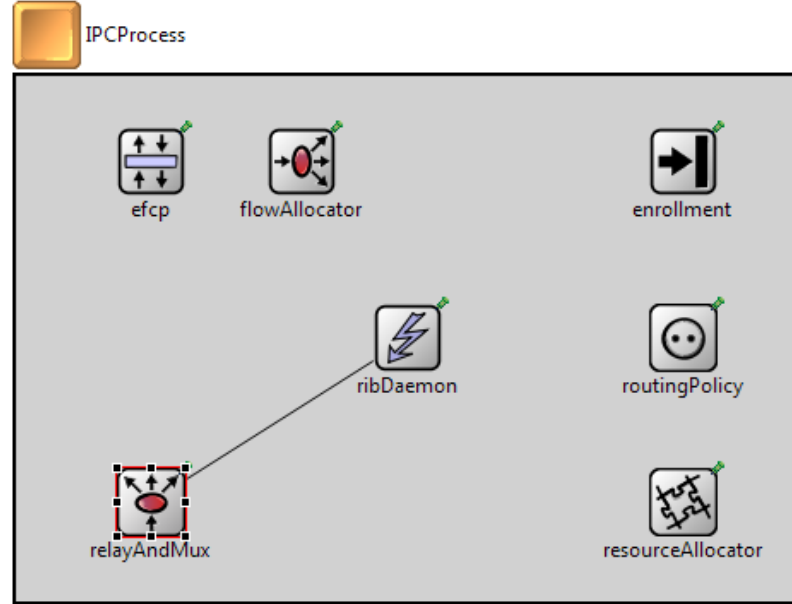 IPCProcess
efcp
flowAllocator
enrollment
ribDaemon
routingPolicy
relayAndMux
resourceAllocator